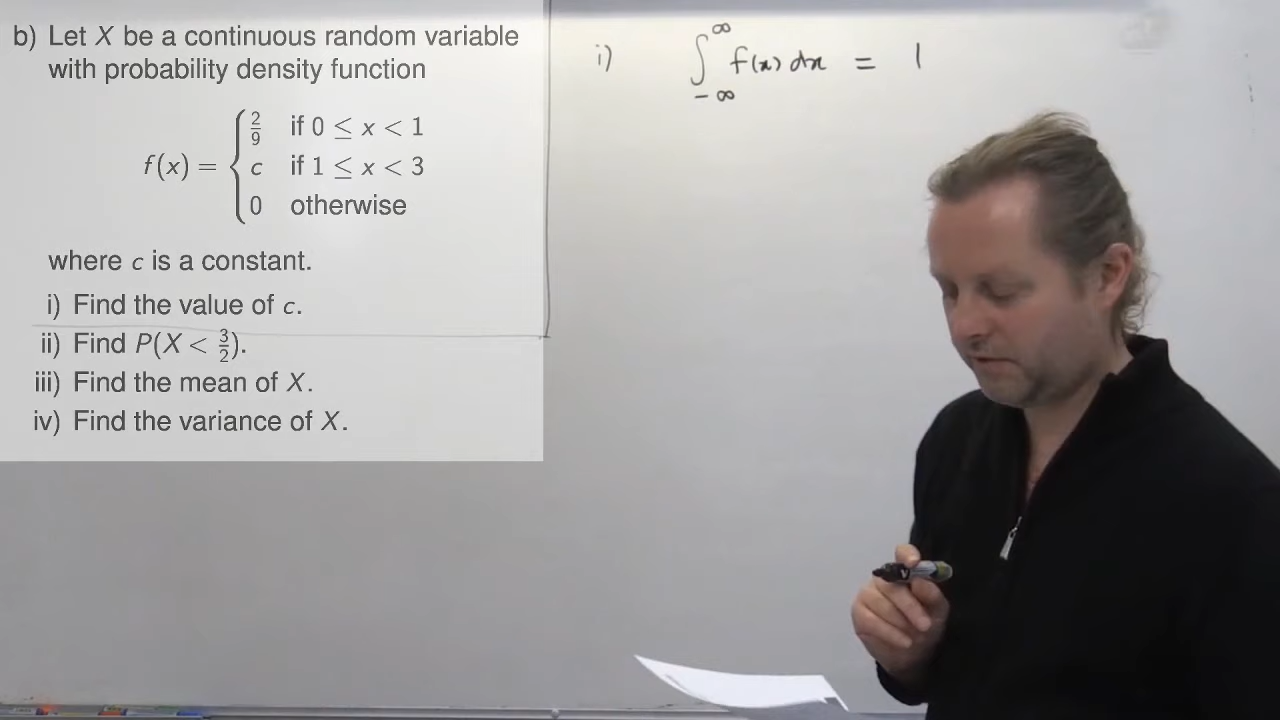 b) Let X be a continuous random variable
with probability density function
f(x) = { 2/9 if 0 ≤ x < 1
c if 1 ≤ x < 3
0 otherwise
where c is a constant.
i) Find the value of c.
ii) Find P(X < 3/2).
iii) Find the mean of X.
iv) Find the variance of X.
i) ∫_{-∞}^{∞} f(x) dx = 1